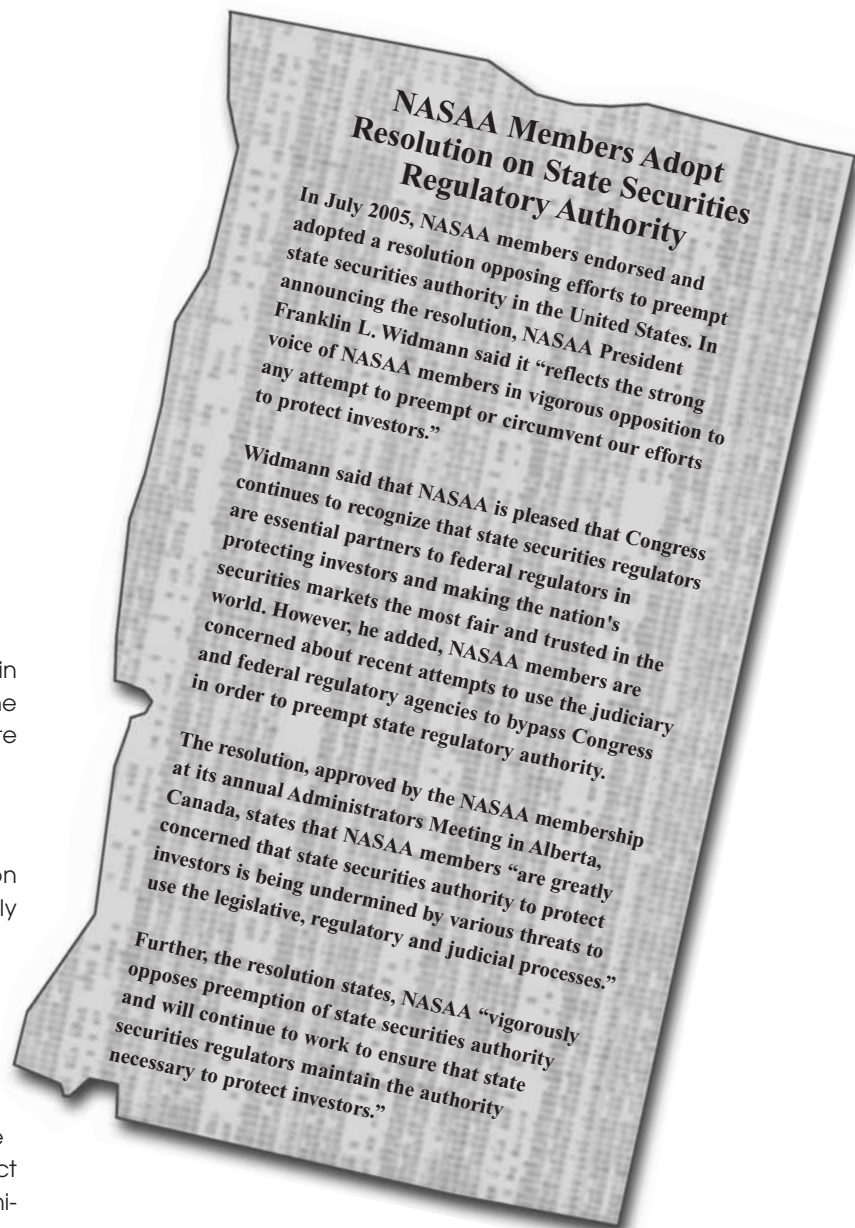 NASAA Members Adopt
Resolution on State Securities
Regulatory Authority
In July 2005, NASAA members endorsed and
adopted a resolution opposing efforts to preempt
state securities authority in the United States. In
announcing the resolution, NASAA President
Franklin L. Widmann said it “reflects the strong
voice of NASAA members in vigorous opposition to
any attempt to preempt or circumvent our efforts
to protect investors.”
Widmann said that NASAA is pleased that Congress
continues to recognize that state securities regulators
are essential partners to federal regulators in
protecting investors and making the nation's
securities markets the most fair and trusted in the
world. However, he added, NASAA members are
concerned about recent attempts to use the judiciary
and federal regulatory agencies to bypass Congress
in order to preempt state regulatory authority.
The resolution, approved by the NASAA membership
at its annual Administrators Meeting in Alberta,
Canada, states that NASAA members “are greatly
concerned that state securities authority to protect
investors is being undermined by various threats to
use the legislative, regulatory and judicial processes.”
Further, the resolution states, NASAA “vigorously
opposes preemption of state securities authority
and will continue to work to ensure that state
securities regulators maintain the authority
necessary to protect investors.”
in